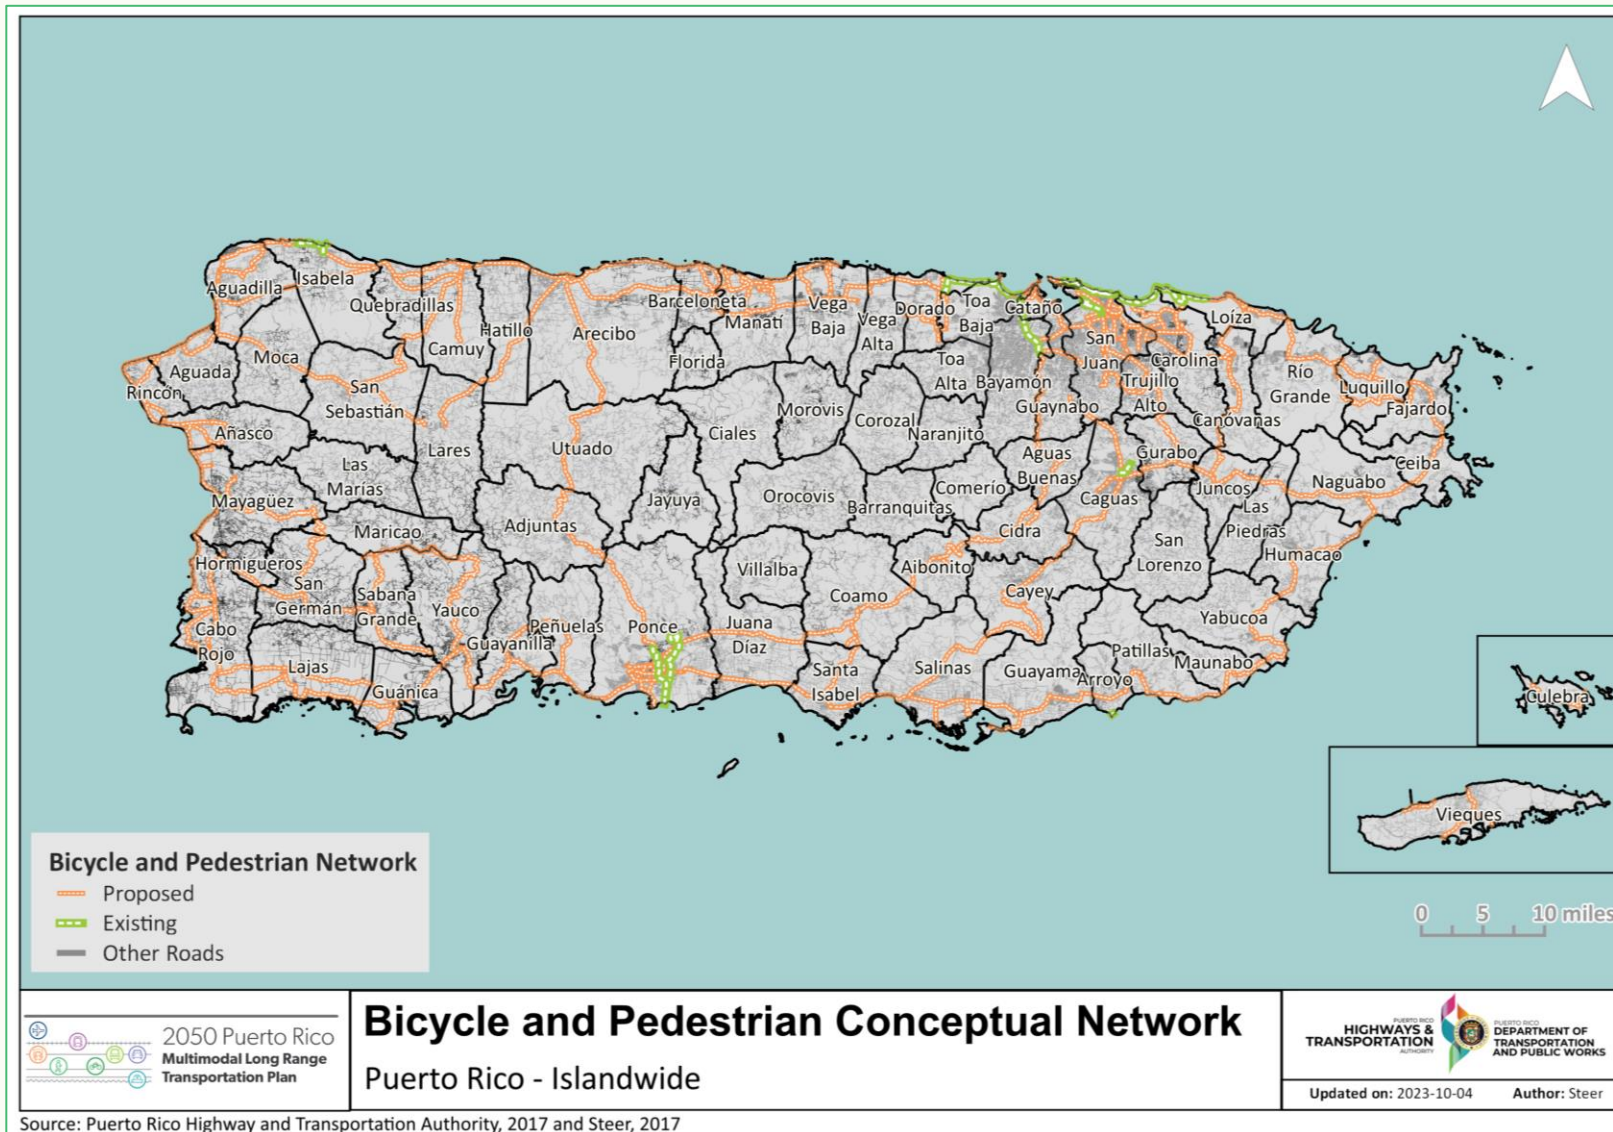 Isabela
Aguadilla
Quebradillas
Barceloneta
Vega
Baja
Dorado
Toa
Baja
Cataño
Loíza
Hatillo
Arecibo
Manatí
Vega
Alta
San
Juan
Carolina
Moca
Camuy
Florida
Toa
Alta
Bayamón
Trujillo
Alto
Río
Grande
Luquillo
Fajardo
Aguada
Rincón
San
Sebastián
Morovis
Corozal
Naranjito
Guaynabo
Canóvanas
Añasco
Lares
Utuado
Ciales
Aguas
Buenas
Gurabo
Ceiba
Las
Marías
Mayagüez
Jayuya
Orocovis
Barranquitas
Comerío
Caguas
Juncos
Naguabo
Maricao
Adjuntas
Cidra
Las
Piedras
Humacao
Hormigueros
San
Germán
Sabana
Grande
Yauco
Villalba
Coamo
Aibonito
San
Lorenzo
Cayey
Yabucoa
Cabo
Rojo
Lajas
Guayanilla
Peñuelas
Ponce
Juana
Díaz
Guánica
Santa
Isabel
Salinas
Guayama
Arroyo
Patillas
Maunabo
Culebra
Vieques
Bicycle and Pedestrian Network
Proposed
Existing
Other Roads
0 5 10 miles
2050 Puerto Rico
Multimodal Long Range
Transportation Plan
Bicycle and Pedestrian Conceptual Network
Puerto Rico - Islandwide
PUERTO RICO
HIGHWAYS &
TRANSPORTATION
AUTHORITY
PUERTO RICO
DEPARTMENT OF
TRANSPORTATION
AND PUBLIC WORKS
Updated on: 2023-10-04 Author: Steer
Source: Puerto Rico Highway and Transportation Authority, 2017 and Steer, 2017